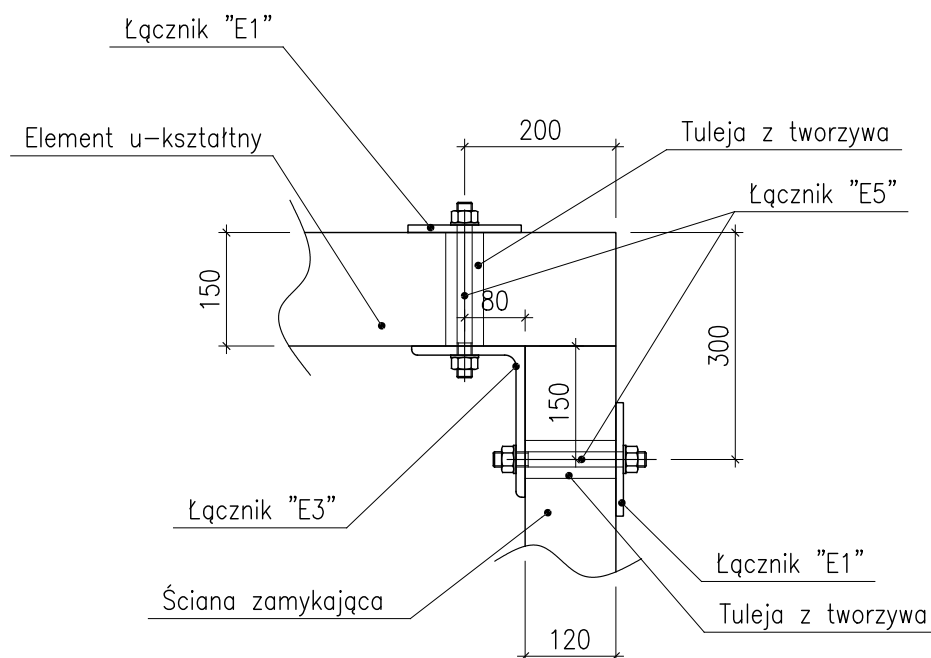 Łącznik "E1"
Element u-kształtny
200
Tuleja z tworzywa
Łącznik "E5"
150
80
300
150
Łącznik "E3"
Łącznik "E1"
Ściana zamykająca
Tuleja z tworzywa
120